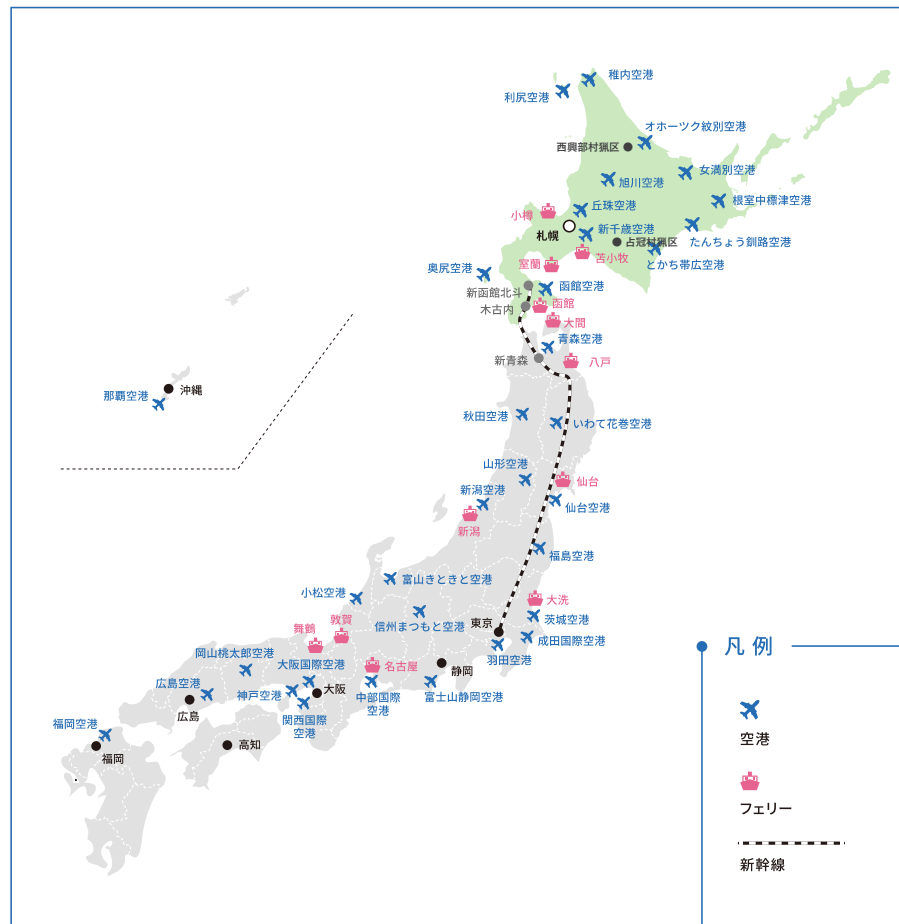 稚内空港
利尻空港
オホーツク紋別空港
西興部村猟区
女満別空港
旭川空港
根室中標津空港
丘珠空港
小樽
新千歳空港
札幌
占冠村猟区
たんちょう釧路空港
苫小牧
とかち帯広空港
室蘭
奥尻空港
函館空港
新函館北斗
函館
木古内
大間
青森空港
新青森
八戸
沖縄
那覇空港
秋田空港
いわて花巻空港
山形空港
仙台
新潟空港
仙台空港
新潟
福島空港
富山きときと空港
小松空港
大洗
茨城空港
信州まつもと空港
東京
敦賀
舞鶴
成田国際空港
羽田空港
岡山桃太郎空港
大阪国際空港
名古屋
静岡
広島空港
神戸空港
大阪
中部国際
空港
富士山静岡空港
広島
関西国際
空港
福岡空港
高知
福岡
凡例
空港
フェリー
新幹線